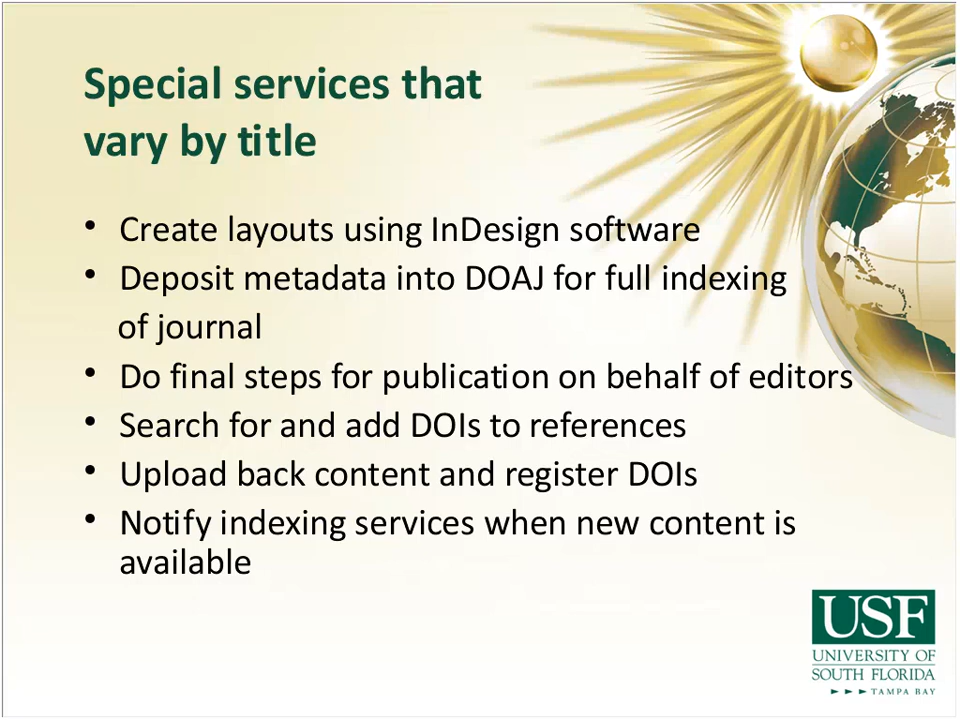 Special services that
vary by title
• Create layouts using InDesign software
• Deposit metadata into DOAJ for full indexing
of journal
• Do final steps for publication on behalf of editors
• Search for and add DOIs to references
• Upload back content and register DOIs
• Notify indexing services when new content is
available
USF
UNIVERSITY OF
SOUTH FLORIDA
►►► TAMPA BAY